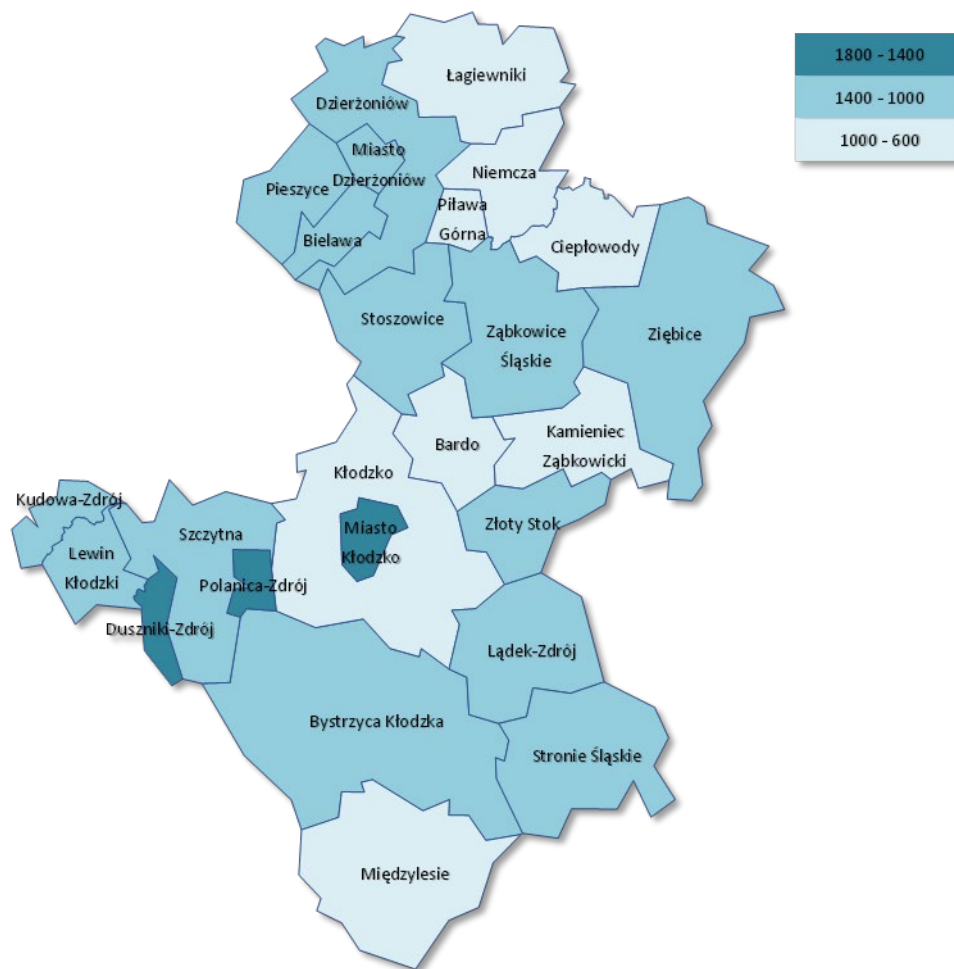 Łagiewniki
1800 - 1400
1400 - 1000
1000 - 600
Dzierżoniów
Miasto
Dzierżoniów
Pieszyce
Bielawa
Niemcza
Piława
Górna
Ciepłowody
Stoszowice
Ząbkowice
Śląskie
Ziębice
Bardo
Kamieniec
Ząbkowicki
Kłodzko
Miasto
Kłodzko
Złoty Stok
Kudowa-Zdrój
Lewin
Kłodzki
Szczytna
Polanica-Zdrój
Duszniki-Zdrój
Lądek-Zdrój
Bystrzyca Kłodzka
Stronie Śląskie
Międzylesie